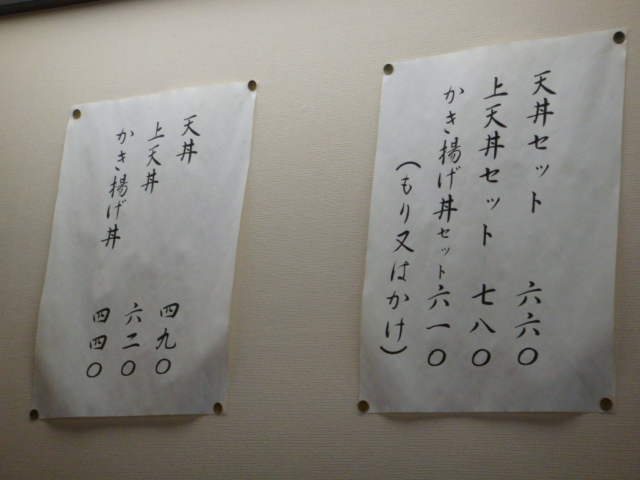 天丼セット 六六〇
上天丼セット 七八〇
かき揚げ丼セット 六一〇
(もり又はかけ)
天丼 四九〇
上天丼 六二〇
かき揚げ丼 四四〇